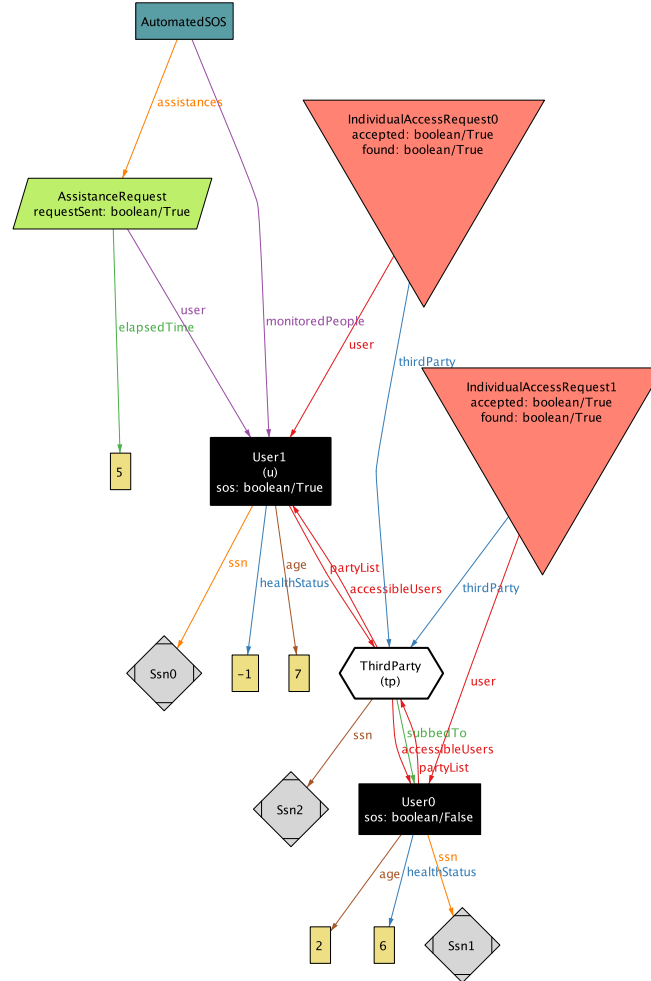 AutomatedSOS
assistances
IndividualAccessRequest0
accepted: boolean/True
found: boolean/True
AssistanceRequest
requestSent: boolean/True
user
monitoredPeople
elapsedTime
user
thirdParty
IndividualAccessRequest1
accepted: boolean/True
found: boolean/True
User1
(u)
sos: boolean/True
5
ssn
age
partyList
healthStatus
accessibleUsers
thirdParty
Ssn0
-1
7
ThirdParty
(tp)
user
ssn
subbedTo
accessibleUsers
partyList
Ssn2
User0
sos: boolean/False
age
healthStatus
ssn
2
6
Ssn1